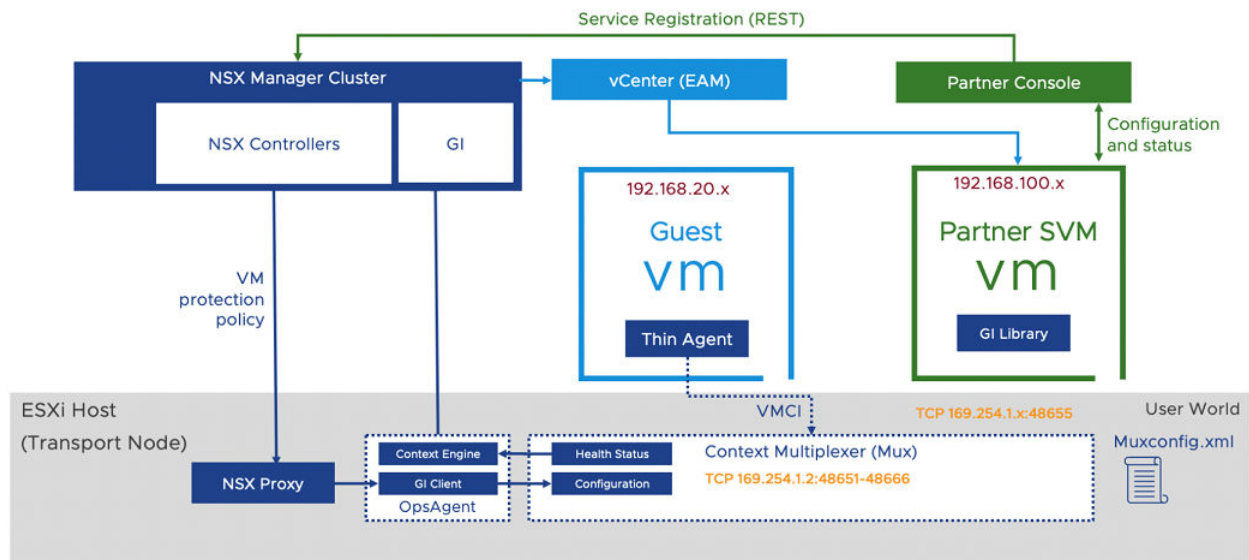 Service Registration (REST)
NSX Manager Cluster
vCenter (EAM)
Partner Console
NSX Controllers
GI
Configuration
and status
192.168.20.x
192.168.100.x
Guest
vm
Partner SVM
vm
VM
protection
policy
Thin Agent
GI Library
ESXi Host
(Transport Node)
VMCI
TCP 169.254.1.x:48655
User World
Muxconfig.xml
Context Engine
Health Status
Context Multiplexer (Mux)
NSX Proxy
GI Client
Configuration
TCP 169.254.1.2:48651-48666
OpsAgent